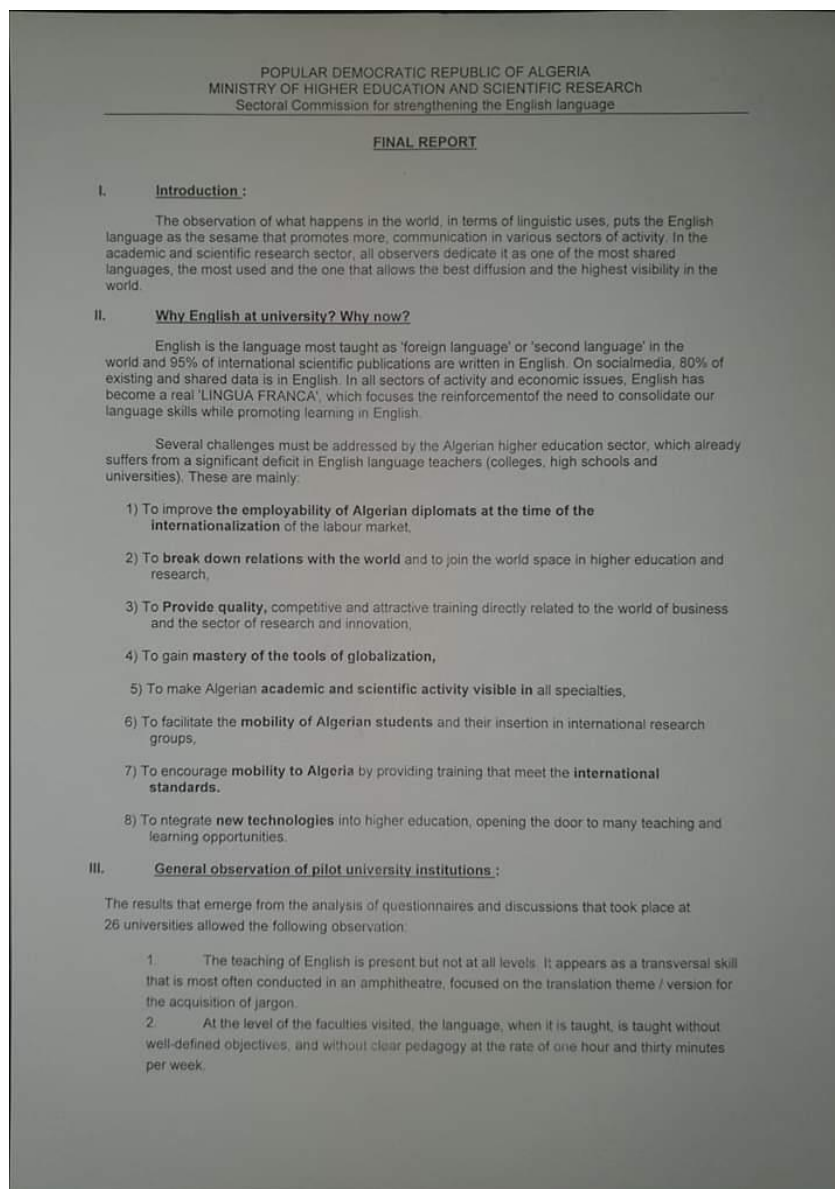 POPULAR DEMOCRATIC REPUBLIC OF ALGERIA
MINISTRY OF HIGHER EDUCATION AND SCIENTIFIC RESEARCh
Sectoral Commission for strengthening the English language
FINAL REPORT
I. Introduction :
The observation of what happens in the world, in terms of linguistic uses, puts the English
language as the sesame that promotes more, communication in various sectors of activity. In the
academic and scientific research sector, all observers dedicate it as one of the most shared
languages, the most used and the one that allows the best diffusion and the highest visibility in the
world.
II. Why English at university? Why now?
English is the language most taught as 'foreign language' or 'second language' in the
world and 95% of international scientific publications are written in English. On socialmedia, 80% of
existing and shared data is in English. In all sectors of activity and economic issues, English has
become a real 'LINGUA FRANCA', which focuses the reinforcementof the need to consolidate our
language skills while promoting learning in English.
Several challenges must be addressed by the Algerian higher education sector, which already
suffers from a significant deficit in English language teachers (colleges, high schools and
universities). These are mainly:
1) To improve the employability of Algerian diplomats at the time of the
internationalization of the labour market,
2) To break down relations with the world and to join the world space in higher education and
research,
3) To Provide quality, competitive and attractive training directly related to the world of business
and the sector of research and innovation,
4) To gain mastery of the tools of globalization,
5) To make Algerian academic and scientific activity visible in all specialties,
6) To facilitate the mobility of Algerian students and their insertion in international research
groups,
7) To encourage mobility to Algeria by providing training that meet the international
standards.
8) To ntegrate new technologies into higher education, opening the door to many teaching and
learning opportunities.
III. General observation of pilot university institutions :
The results that emerge from the analysis of questionnaires and discussions that took place at
26 universities allowed the following observation:
1. The teaching of English is present but not at all levels. It appears as a transversal skill
that is most often conducted in an amphitheatre, focused on the translation theme / version for
the acquisition of jargon.
2. At the level of the faculties visited, the language, when it is taught, is taught without
well-defined objectives, and without clear pedagogy at the rate of one hour and thirty minutes
per week.